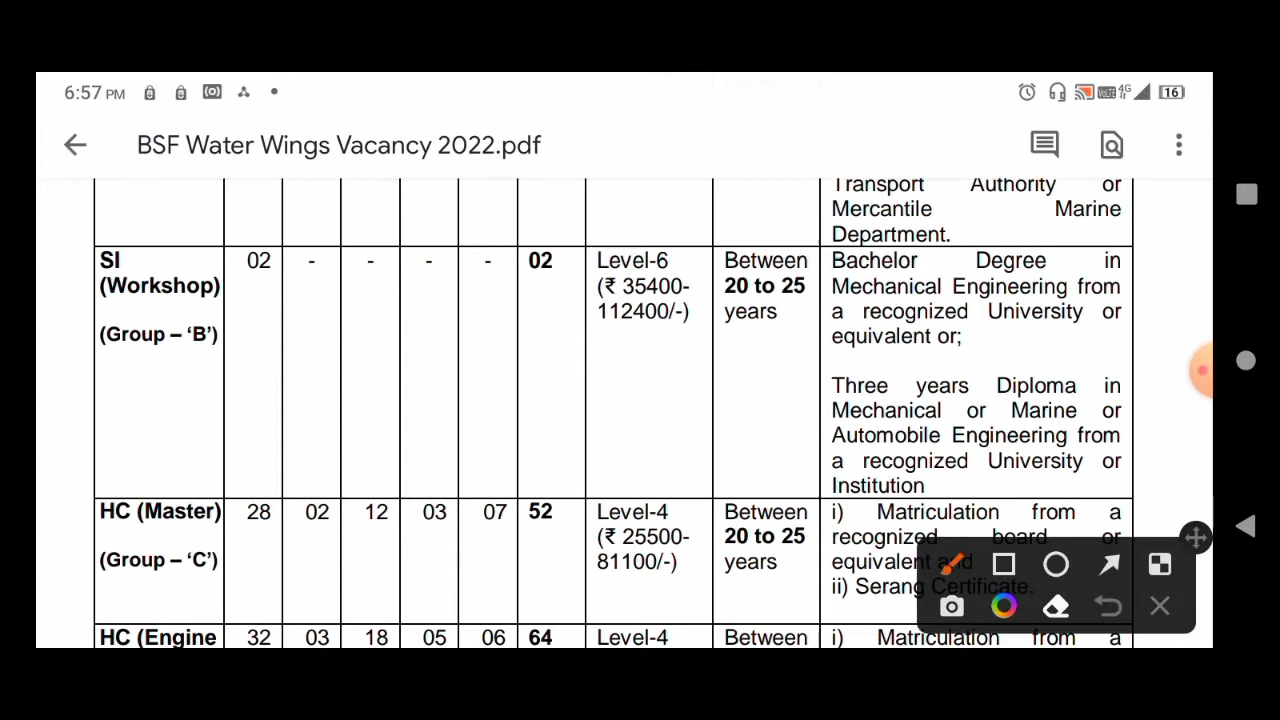 6:57 PM
16
BSF Water Wings Vacancy 2022.pdf
Transport Authority or
Mercantile Marine
Department.
SI
(Workshop)
(Group – ‘B’)
02
-
-
-
-
02
Level-6
(₹ 35400-
112400/-)
Between
20 to 25
years
Bachelor Degree in
Mechanical Engineering from
a recognized University or
equivalent or;
Three years Diploma in
Mechanical or Marine or
Automobile Engineering from
a recognized University or
Institution
HC (Master)
(Group – ‘C’)
28
02
12
03
07
52
Level-4
(₹ 25500-
81100/-)
Between
20 to 25
years
i) Matriculation from a
recognized board or
equivalent and
ii) Serang Certificate.
HC (Engine
32
03
18
05
06
64
Level-4
Between
i) Matriculation from a